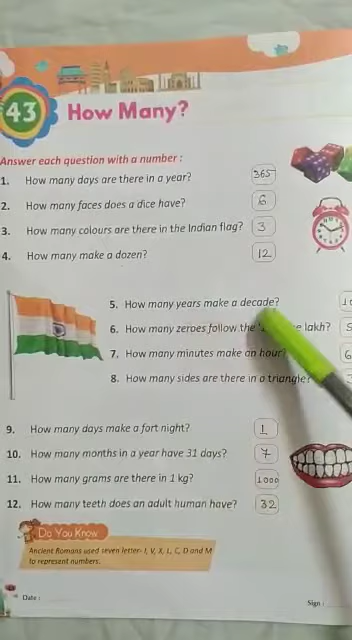 43 How Many?
Answer each question with a number :
1. How many days are there in a year? 365
2. How many faces does a dice have? 6
3. How many colours are there in the Indian flag? 3
4. How many make a dozen? 12
5. How many years make a decade?
6. How many zeroes follow the lakh?
7. How many minutes make an hour?
8. How many sides are there in a triangle?
9. How many days make a fort night? 1
10. How many months in a year have 31 days? 7
11. How many grams are there in 1 kg? 1000
12. How many teeth does an adult human have? 32
Do You Know
Ancient Romans used seven letter- I, V, X, L, C, D and M
to represent numbers.
Date :
Sign :